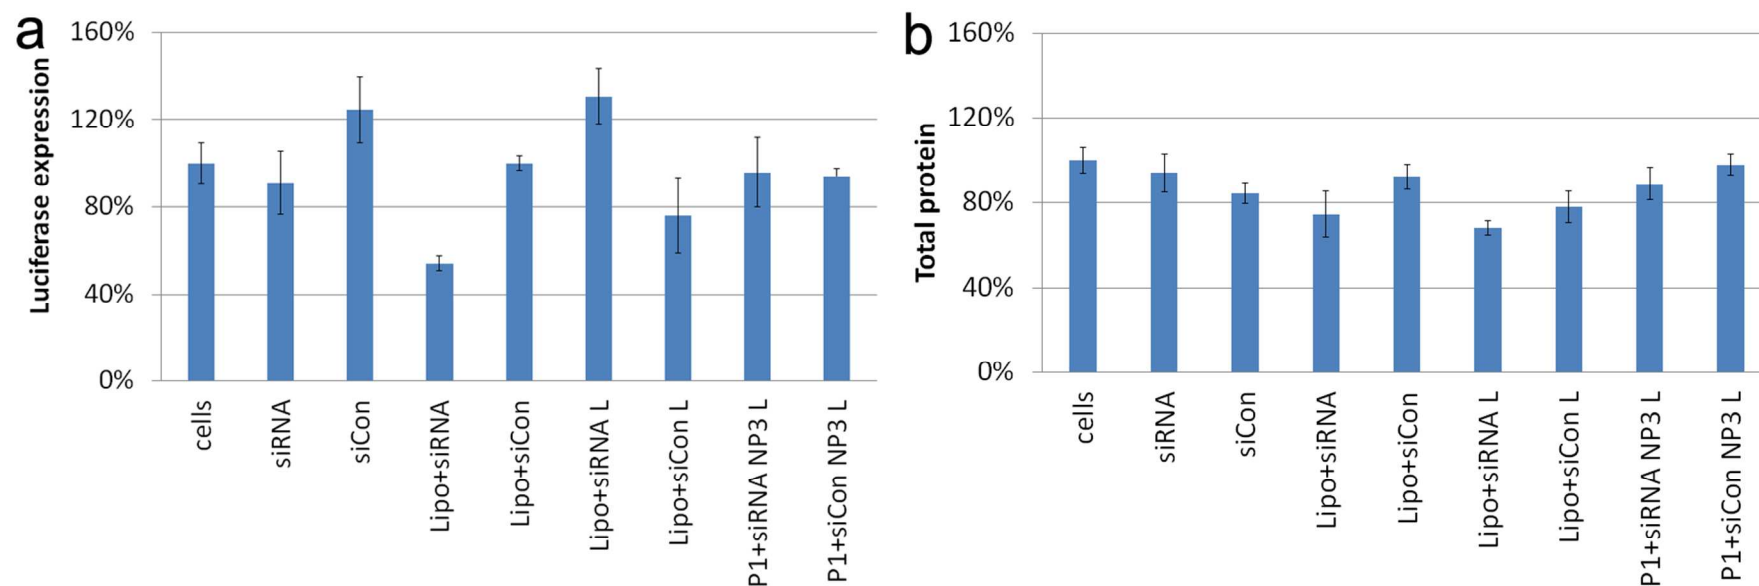 a
Luciferase expression
160%
120%
80%
40%
0%
cells
siRNA
siCon
Lipo+siRNA
Lipo+siCon
Lipo+siRNA L
Lipo+siCon L
P1+siRNA NP3 L
P1+siCon NP3 L
b
Total protein
160%
120%
80%
40%
0%
cells
siRNA
siCon
Lipo+siRNA
Lipo+siCon
Lipo+siRNA L
Lipo+siCon L
P1+siRNA NP3 L
P1+siCon NP3 L